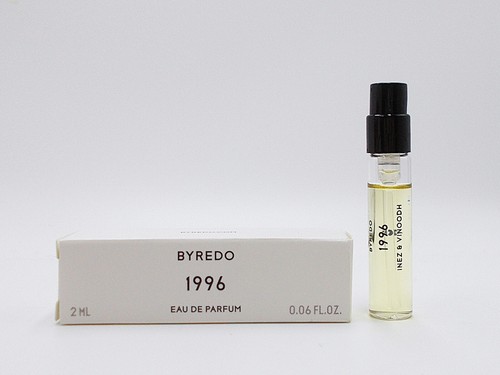 BYREDO
1996
EAU DE PARFUM
2 ML
0.06 FL.OZ.
BYREDO
1996
INEZ & VINOODH